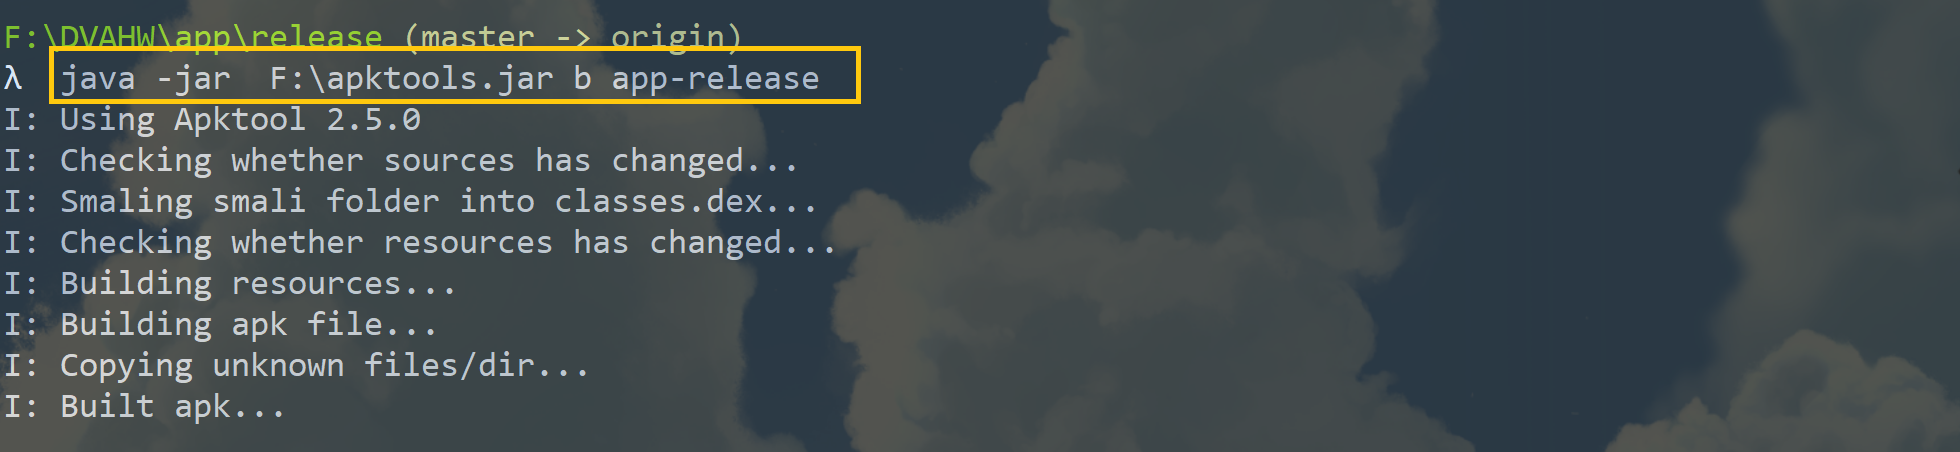 F:\DVAHW\app\release (master -> origin)
λ java -jar  F:\apktools.jar b app-release
I: Using Apktool 2.5.0
I: Checking whether sources has changed...
I: Smaling smali folder into classes.dex...
I: Checking whether resources has changed...
I: Building resources...
I: Building apk file...
I: Copying unknown files/dir...
I: Built apk...